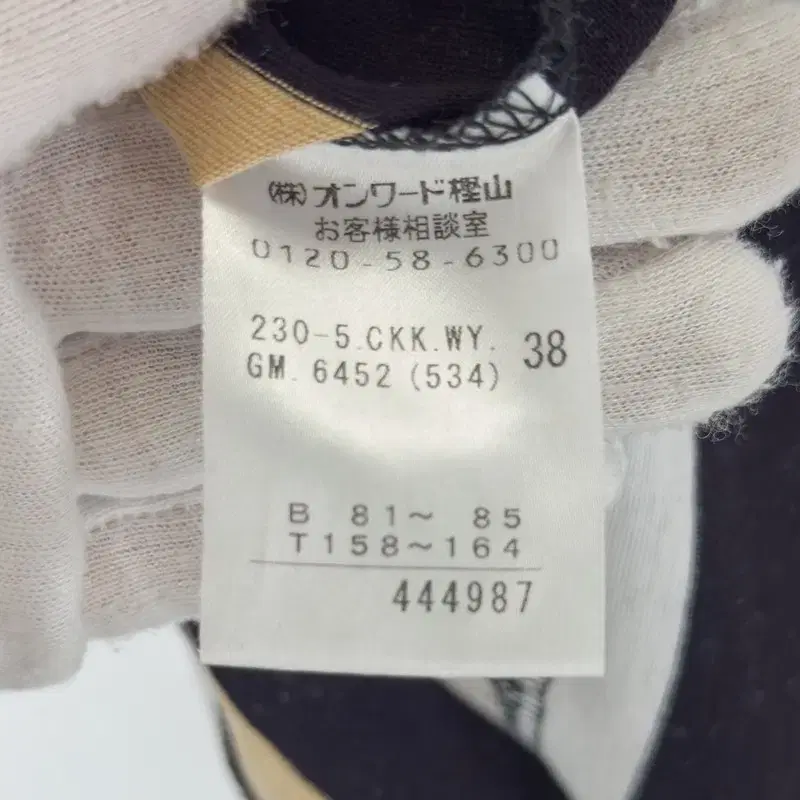 (株)オンワード樫山
お客様相談室
0120-58-6300
230-5.CKK.WY. 38
GM. 6452 (534)
B 81～ 85
T158～164
444987